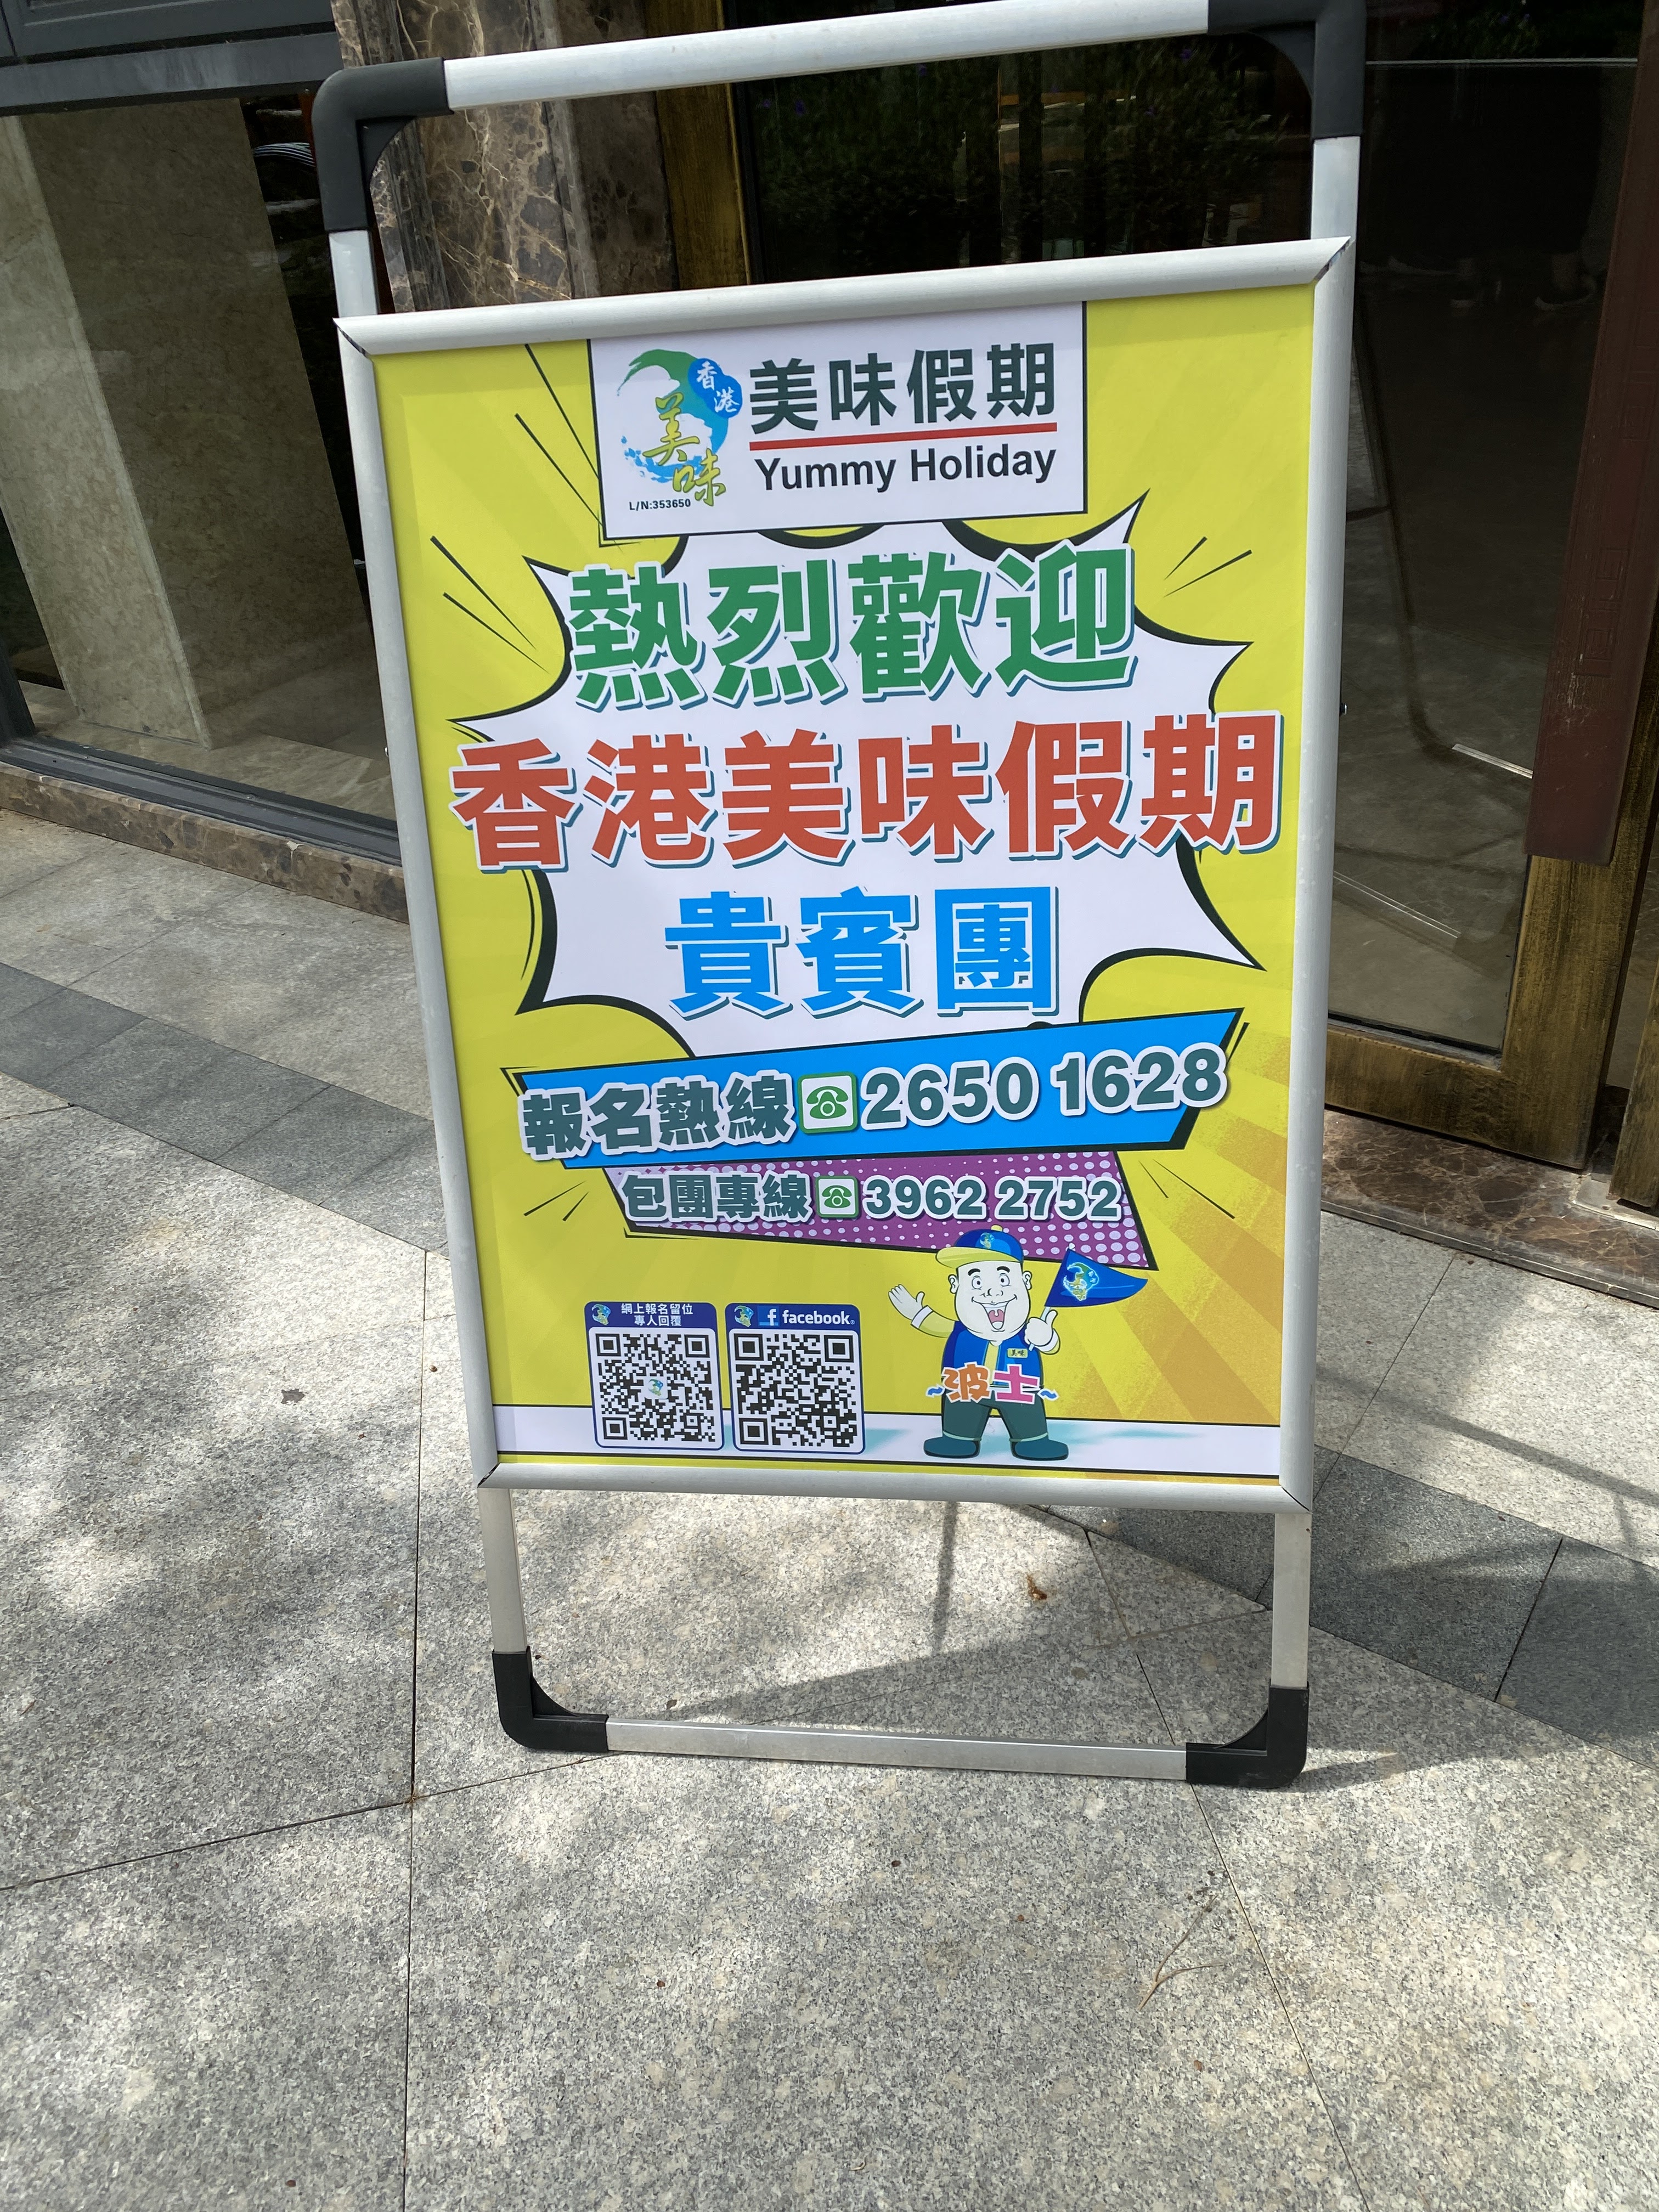 香港
美味
L/N:353650
美味假期
Yummy Holiday
熱烈歡迎
香港美味假期
貴賓團
報名熱線 2650 1628
包團專線 3962 2752
網上報名留位
專人回覆
facebook
美味
~波士~